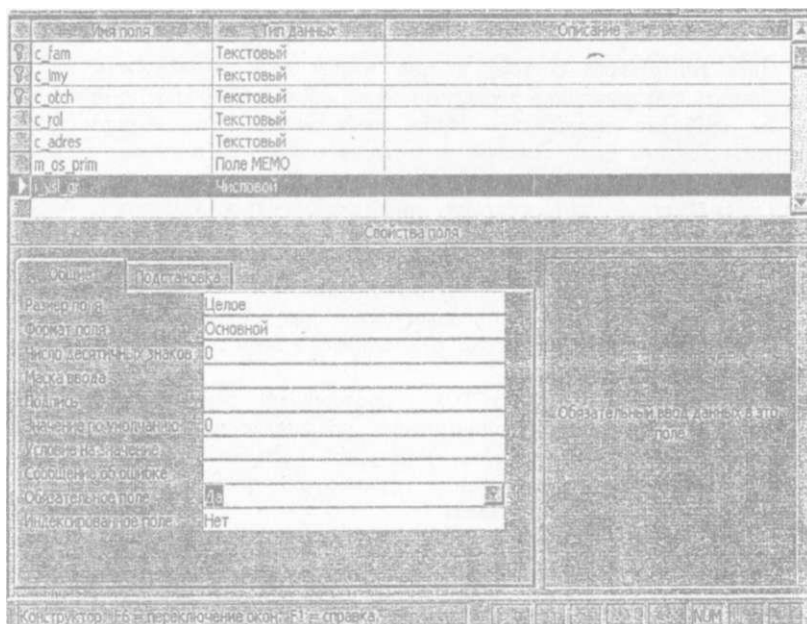 Имя поля Тип данных Описание
c_fam Текстовый
c_Imy Текстовый
c_otch Текстовый
c_rol Текстовый
c_adres Текстовый
m_os_prim Поле MEMO
i_ysl_gr Числовой
Свойства поля
Общие Подстановка
Размер поля Целое
Формат поля Основной
Число десятичных знаков 0
Маска ввода
Подпись
Значение по умолчанию 0
Условие на значение
Сообщение об ошибке
Обязательное поле Да
Индексированное поле Нет
Обязательный ввод данных в это
поле.
Конструктор. F6 = переключение окон. F1 = справка. NUM